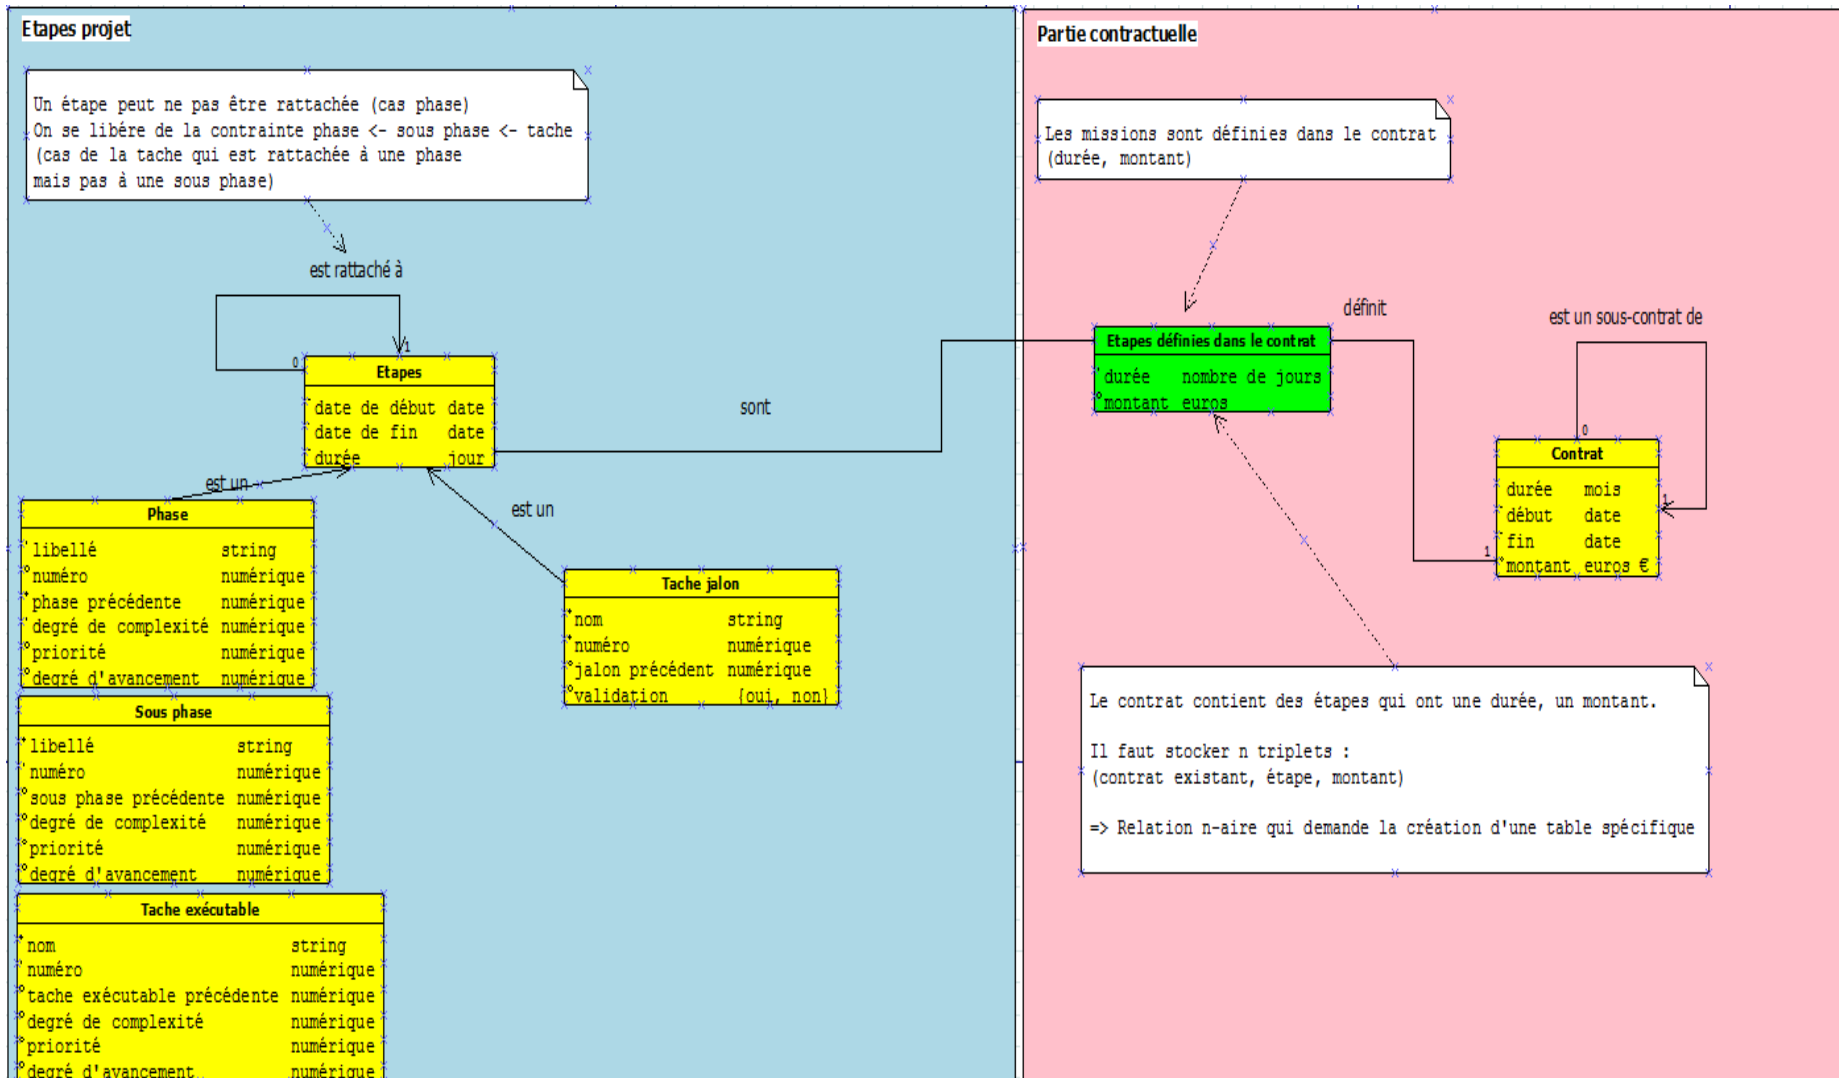 Etapes projet
Un étape peut ne pas être rattachée (cas phase)
On se libére de la contrainte phase <- sous phase <- tache
(cas de la tache qui est rattachée à une phase
mais pas à une sous phase)
est rattaché à
0
1
Etapes
date de début date
date de fin date
durée jour
sont
est un
est un
Phase
libellé string
numéro numérique
phase précédente numérique
degré de complexité numérique
priorité numérique
degré d'avancement numérique
Tache jalon
nom string
numéro numérique
jalon précédent numérique
validation {oui, non}
Sous phase
libellé string
numéro numérique
sous phase précédente numérique
degré de complexité numérique
priorité numérique
degré d'avancement numérique
Tache exécutable
nom string
numéro numérique
tache exécutable précédente numérique
degré de complexité numérique
priorité numérique
degré d'avancement numérique
Partie contractuelle
Les missions sont définies dans le contrat
(durée, montant)
définit
est un sous-contrat de
Etapes définies dans le contrat
durée nombre de jours
montant euros
0
Contrat
durée mois
début date
fin date
montant euros €
1
1
Le contrat contient des étapes qui ont une durée, un montant.
Il faut stocker n triplets :
(contrat existant, étape, montant)
=> Relation n-aire qui demande la création d'une table spécifique